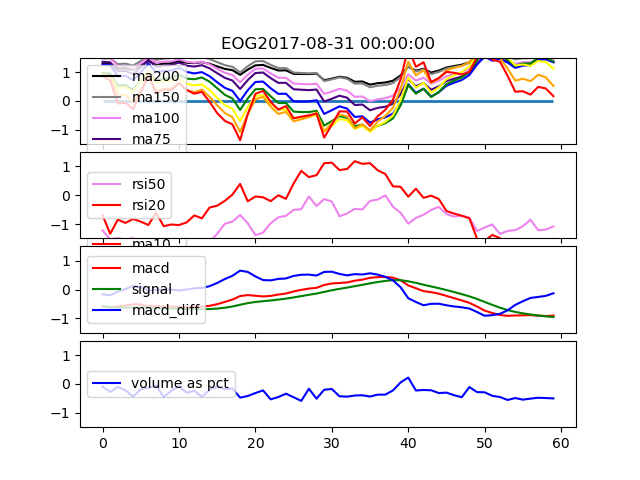 EOG2017-08-31 00:00:00
1
0
−1
ma200
ma150
ma100
ma75
ma10
1
0
−1
rsi50
rsi20
1
0
−1
macd
signal
macd_diff
1
0
−1
volume as pct
0 10 20 30 40 50 60